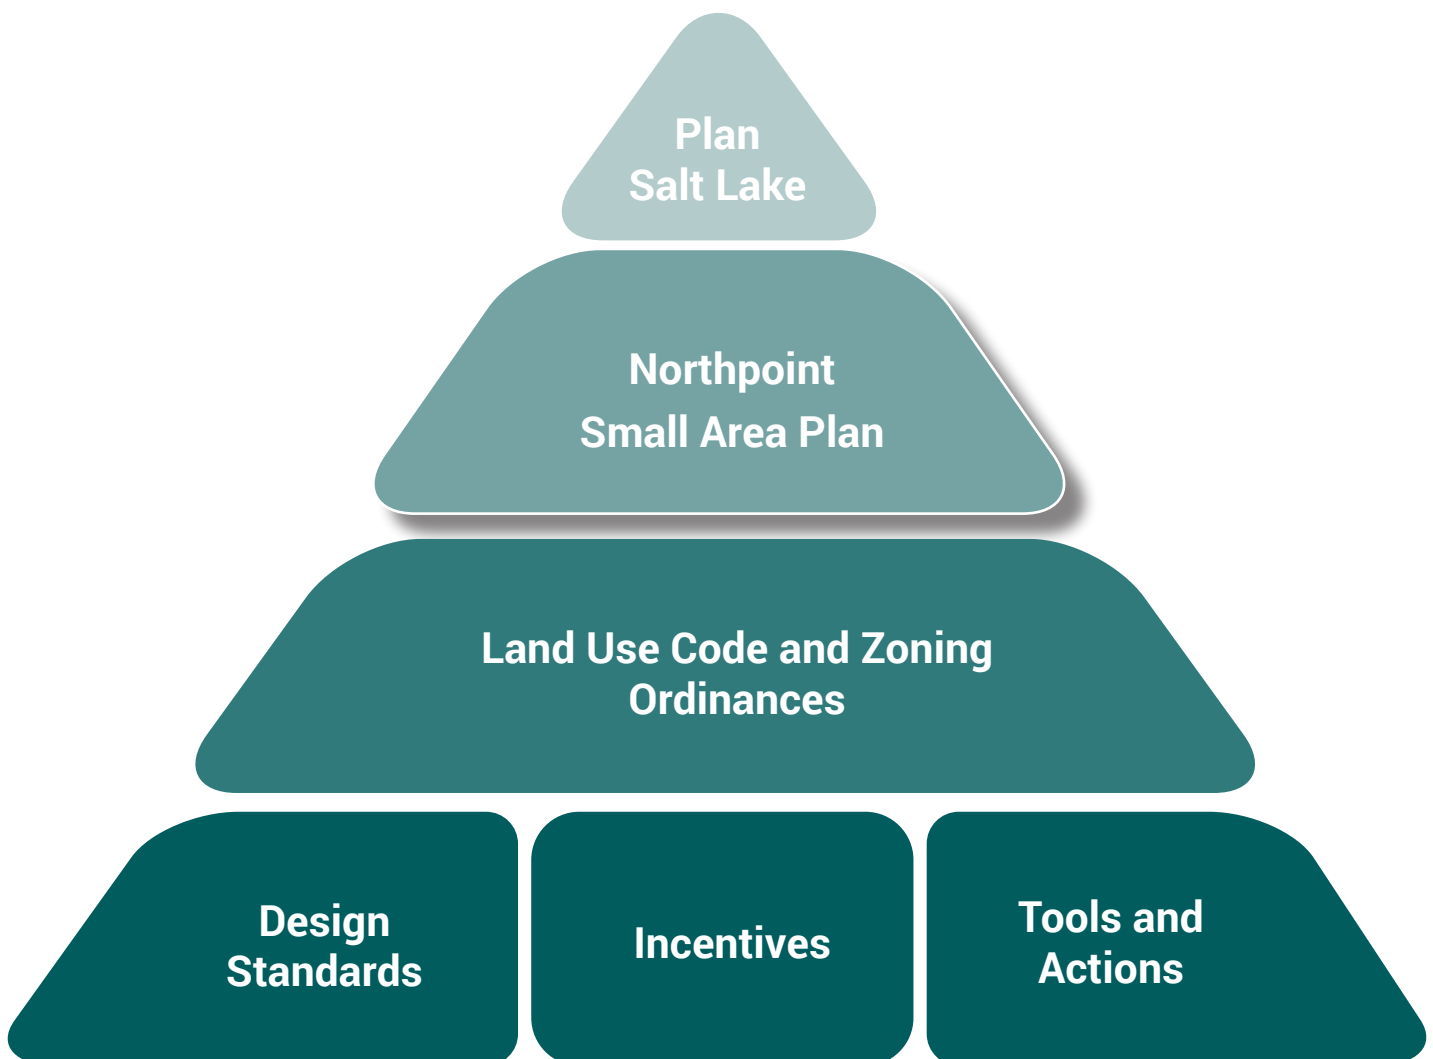 Plan
Salt Lake
Northpoint
Small Area Plan
Land Use Code and Zoning
Ordinances
Design
Standards
Incentives
Tools and
Actions